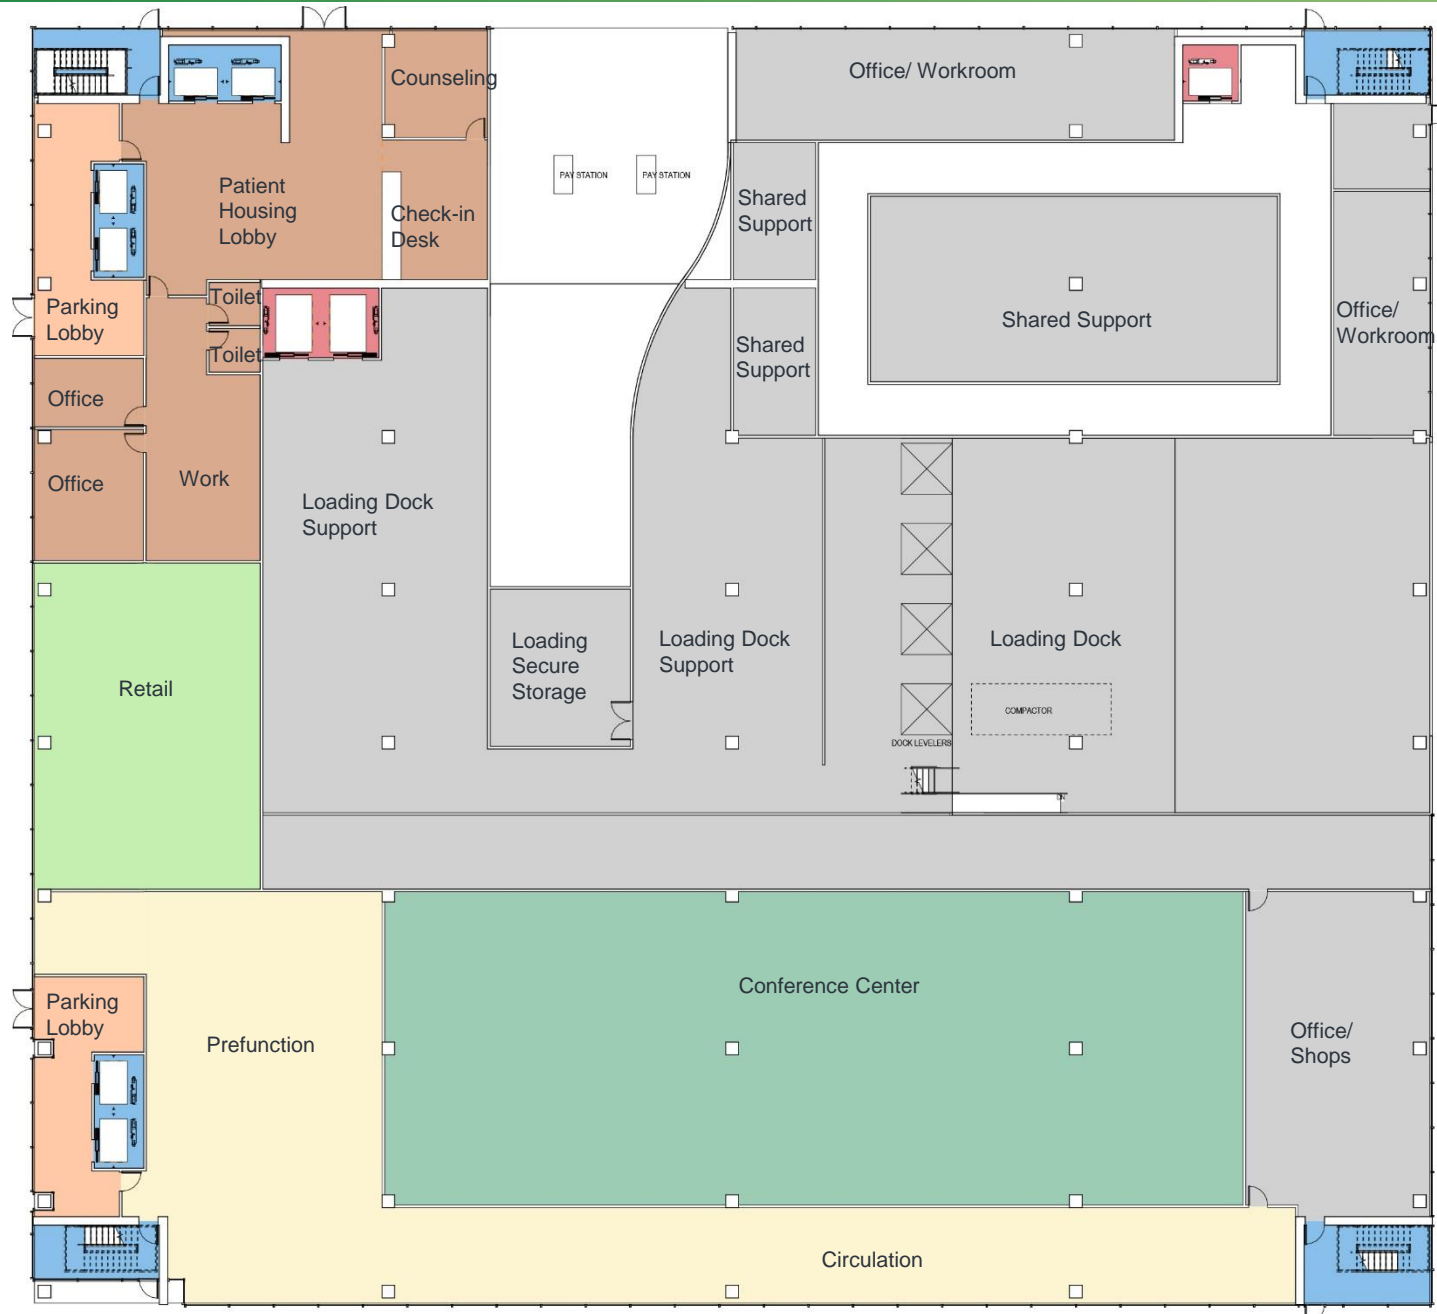 Counseling
Office/ Workroom
PAY STATION
PAY STATION
Patient
Housing
Lobby
Check-in
Desk
Shared
Support
Toilet
Parking
Lobby
Shared Support
Office/
Workroom
Toilet
Shared
Support
Office
Office
Work
Loading Dock
Support
Loading
Secure
Storage
Loading Dock
Support
Loading Dock
Retail
COMPACTOR
DOCK LEVELERS
DN
Conference Center
Parking
Lobby
Prefunction
Office/
Shops
Circulation